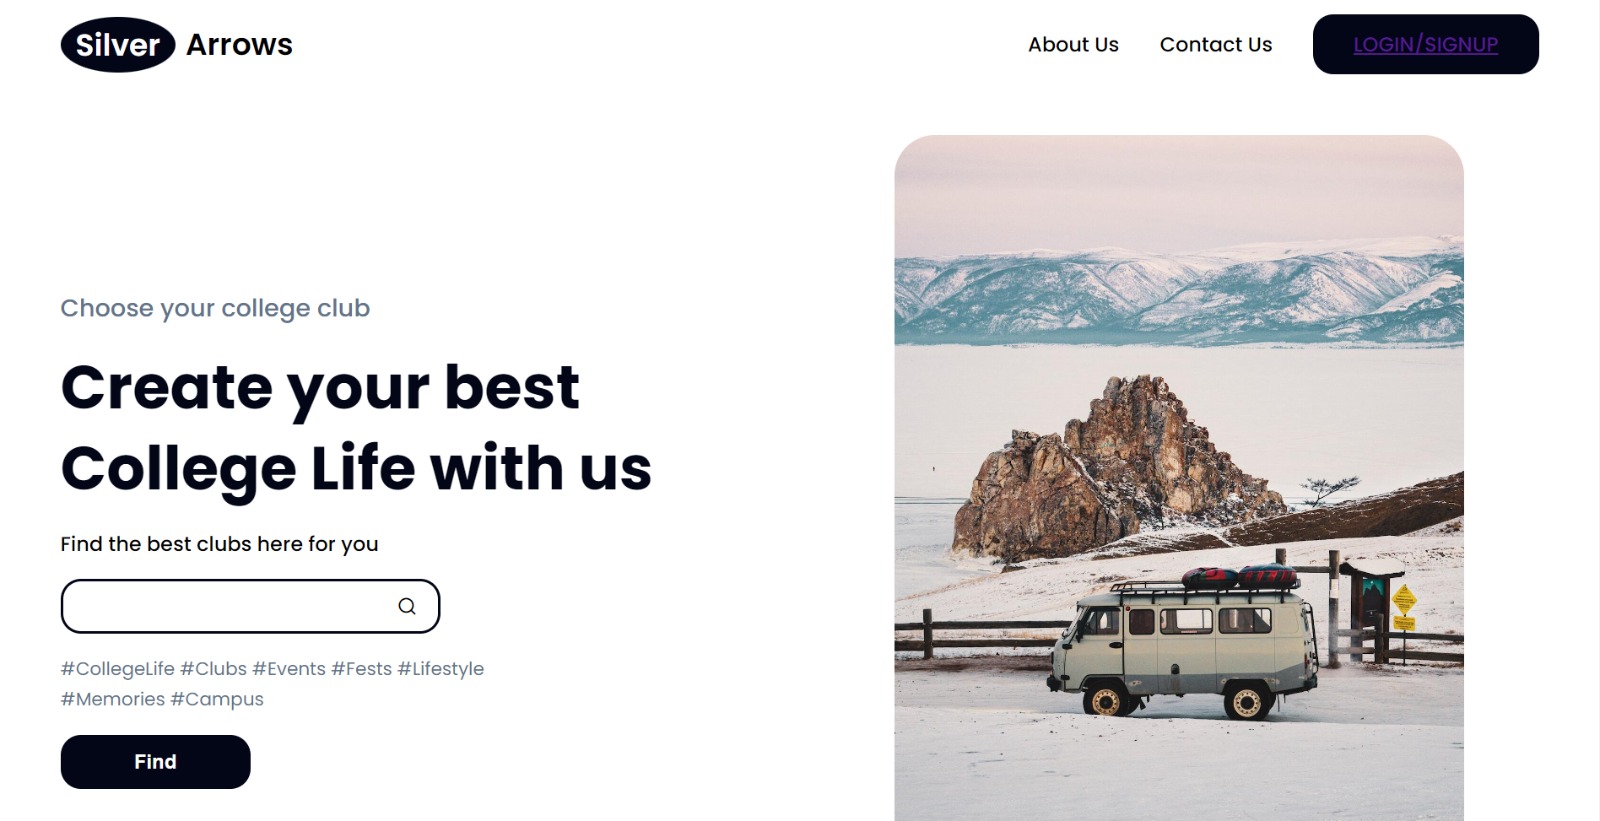 Silver Arrows
About Us
Contact Us
LOGIN/SIGNUP
Choose your college club
Create your best
College Life with us
Find the best clubs here for you
#CollegeLife #Clubs #Events #Fests #Lifestyle
#Memories #Campus
Find